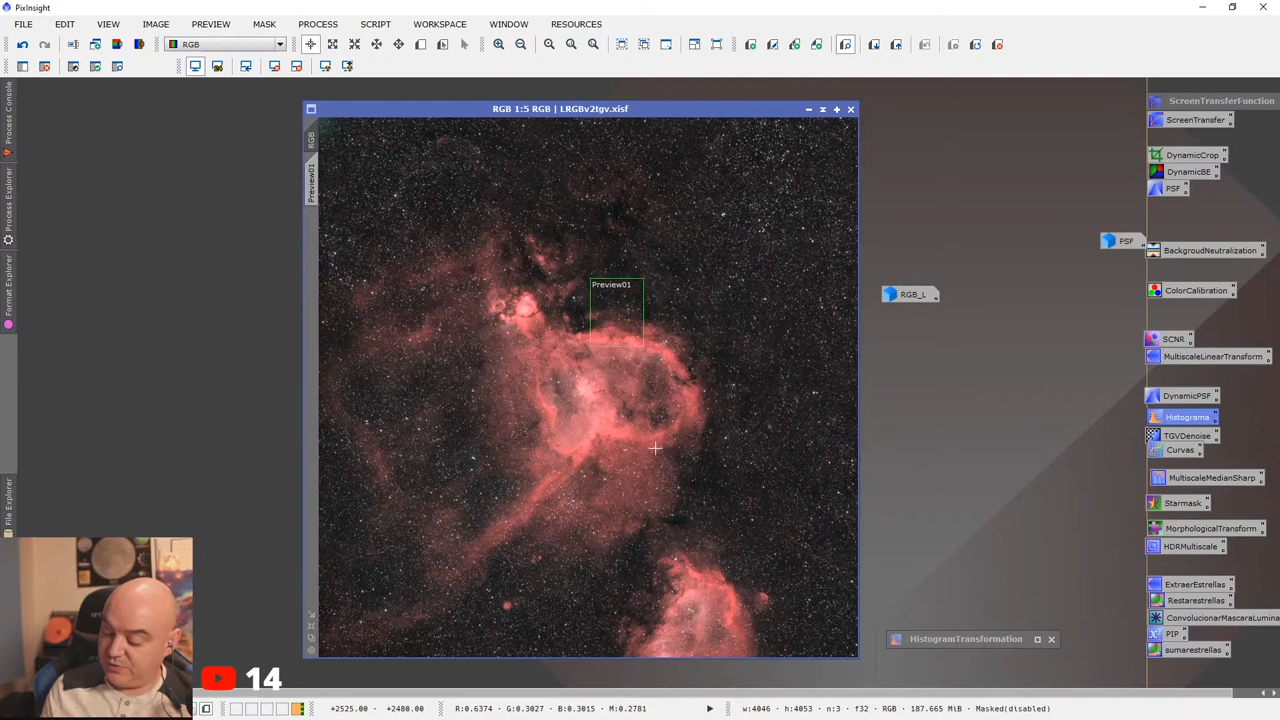 PixInsight
FILE EDIT VIEW IMAGE PREVIEW MASK PROCESS SCRIPT WORKSPACE WINDOW RESOURCES
RGB
Process Console
Process Explorer
Format Explorer
File Explorer
RGB 1:5 RGB | LRGBv2tgv.xisf
RGB
Preview01
Preview01
RGB_L
PSF
ScreenTransferFunction
ScreenTransfer
DynamicCrop
DynamicBE
PSF
BackgroudNeutralization
ColorCalibration
SCNR
MultiscaleLinearTransform
DynamicPSF
Histograma
TGVDenoise
Curvas
MultiscaleMedianSharp
Starmask
MorphologicalTransform
HDRMultiscale
ExtraerEstrellas
Restarestrellas
ConvolucionarMascaraLumina
PIP
sumarestrellas
HistogramTransformation
14
+2525.00 +2480.00 R:0.6374 G:0.3027 B:0.3015 M:0.2781 w:4046 h:4053 n:3 f32 RGB 187.665 MiB Masked(disabled)